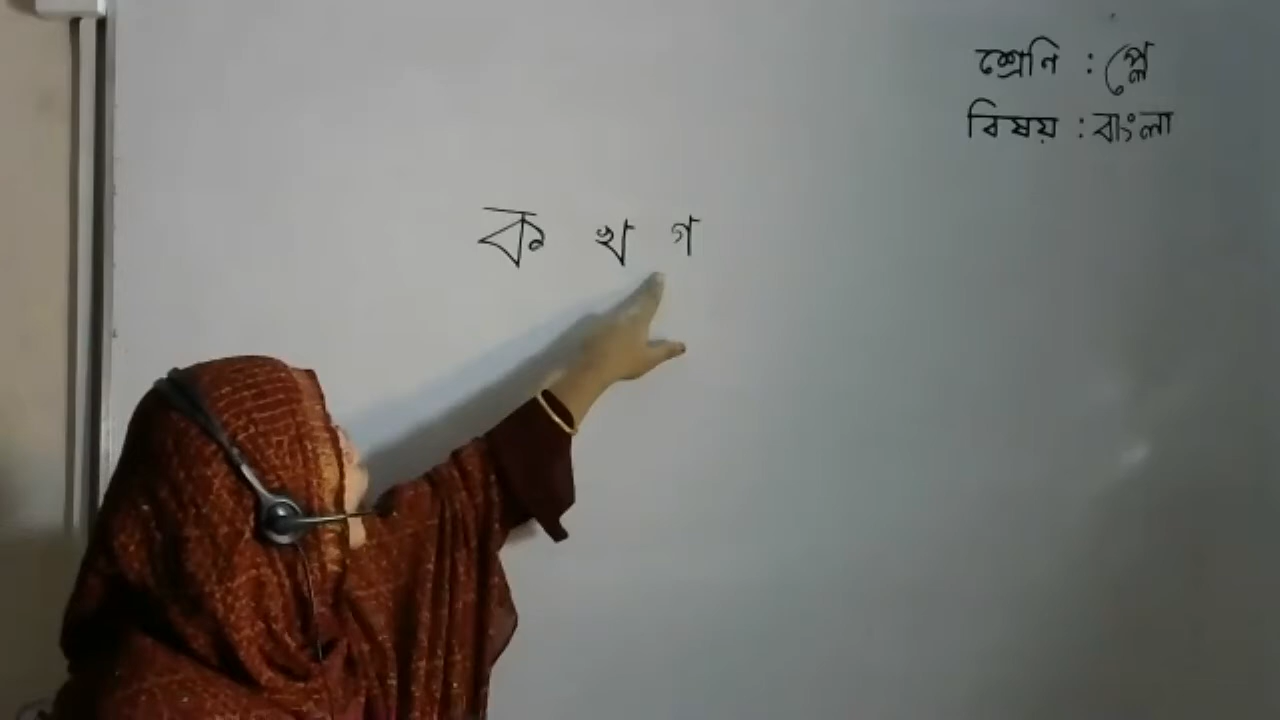 শ্রেনি : প্লে
বিষয় : বাংলা
ক খ গ